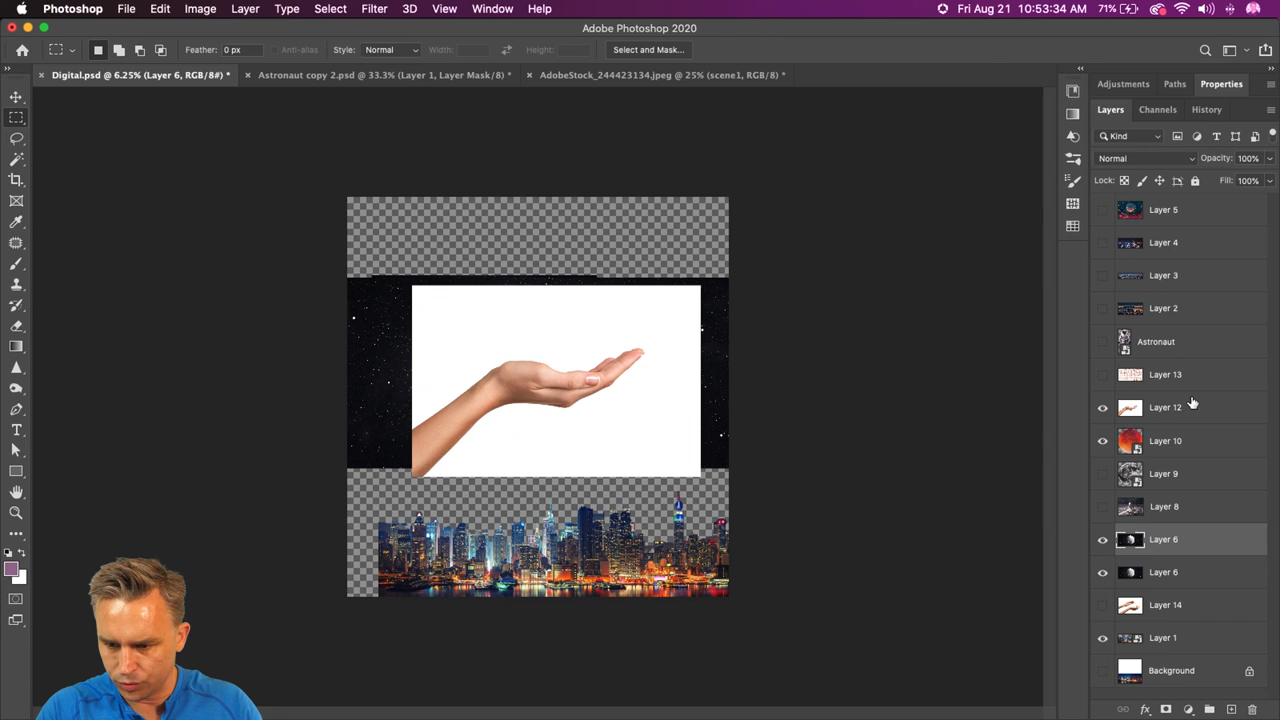 Photoshop File Edit Image Layer Type Select Filter 3D View Window Help 71% Fri Aug 21 10:53:34 AM
Adobe Photoshop 2020
Feather: 0 px Anti-alias Style: Normal Width: Height: Select and Mask...
Digital.psd @ 6.25% (Layer 6, RGB/8#) * Astronaut copy 2.psd @ 33.3% (Layer 1, Layer Mask/8) * AdobeStock_244423134.jpeg @ 25% (scene1, RGB/8) *
Adjustments Paths Properties
Layers Channels History
Kind
Normal Opacity: 100%
Lock: Fill: 100%
Layer 5
Layer 4
Layer 3
Layer 2
Astronaut
Layer 13
Layer 12
Layer 10
Layer 9
Layer 8
Layer 6
Layer 6
Layer 14
Layer 1
Background